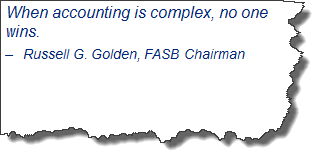 When accounting is complex, no one
wins.
– Russell G. Golden, FASB Chairman